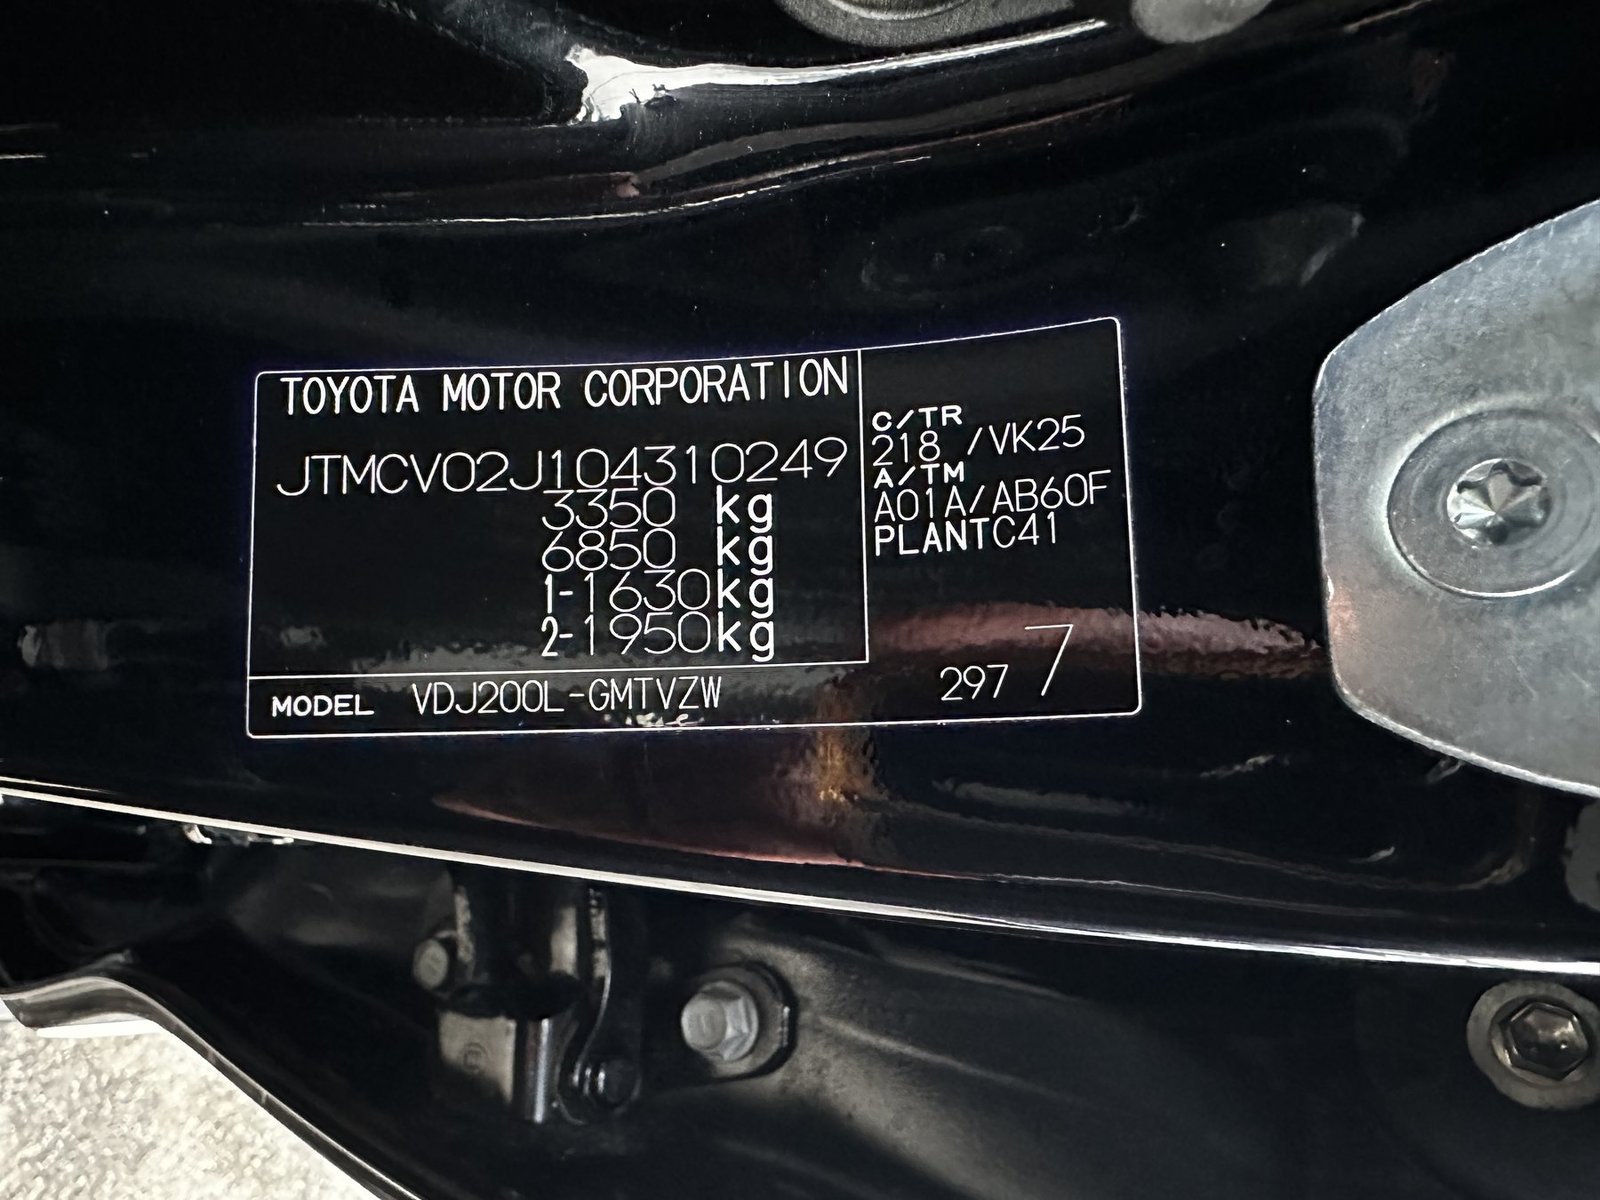 TOYOTA MOTOR CORPORATION
JTMCV02J104310249
3350 kg
6850 kg
1-1630kg
2-1950kg
C/TR
218 /VK25
A/TM
A01A/AB60F
PLANTC41
297 7
MODEL VDJ200L-GMTVZW